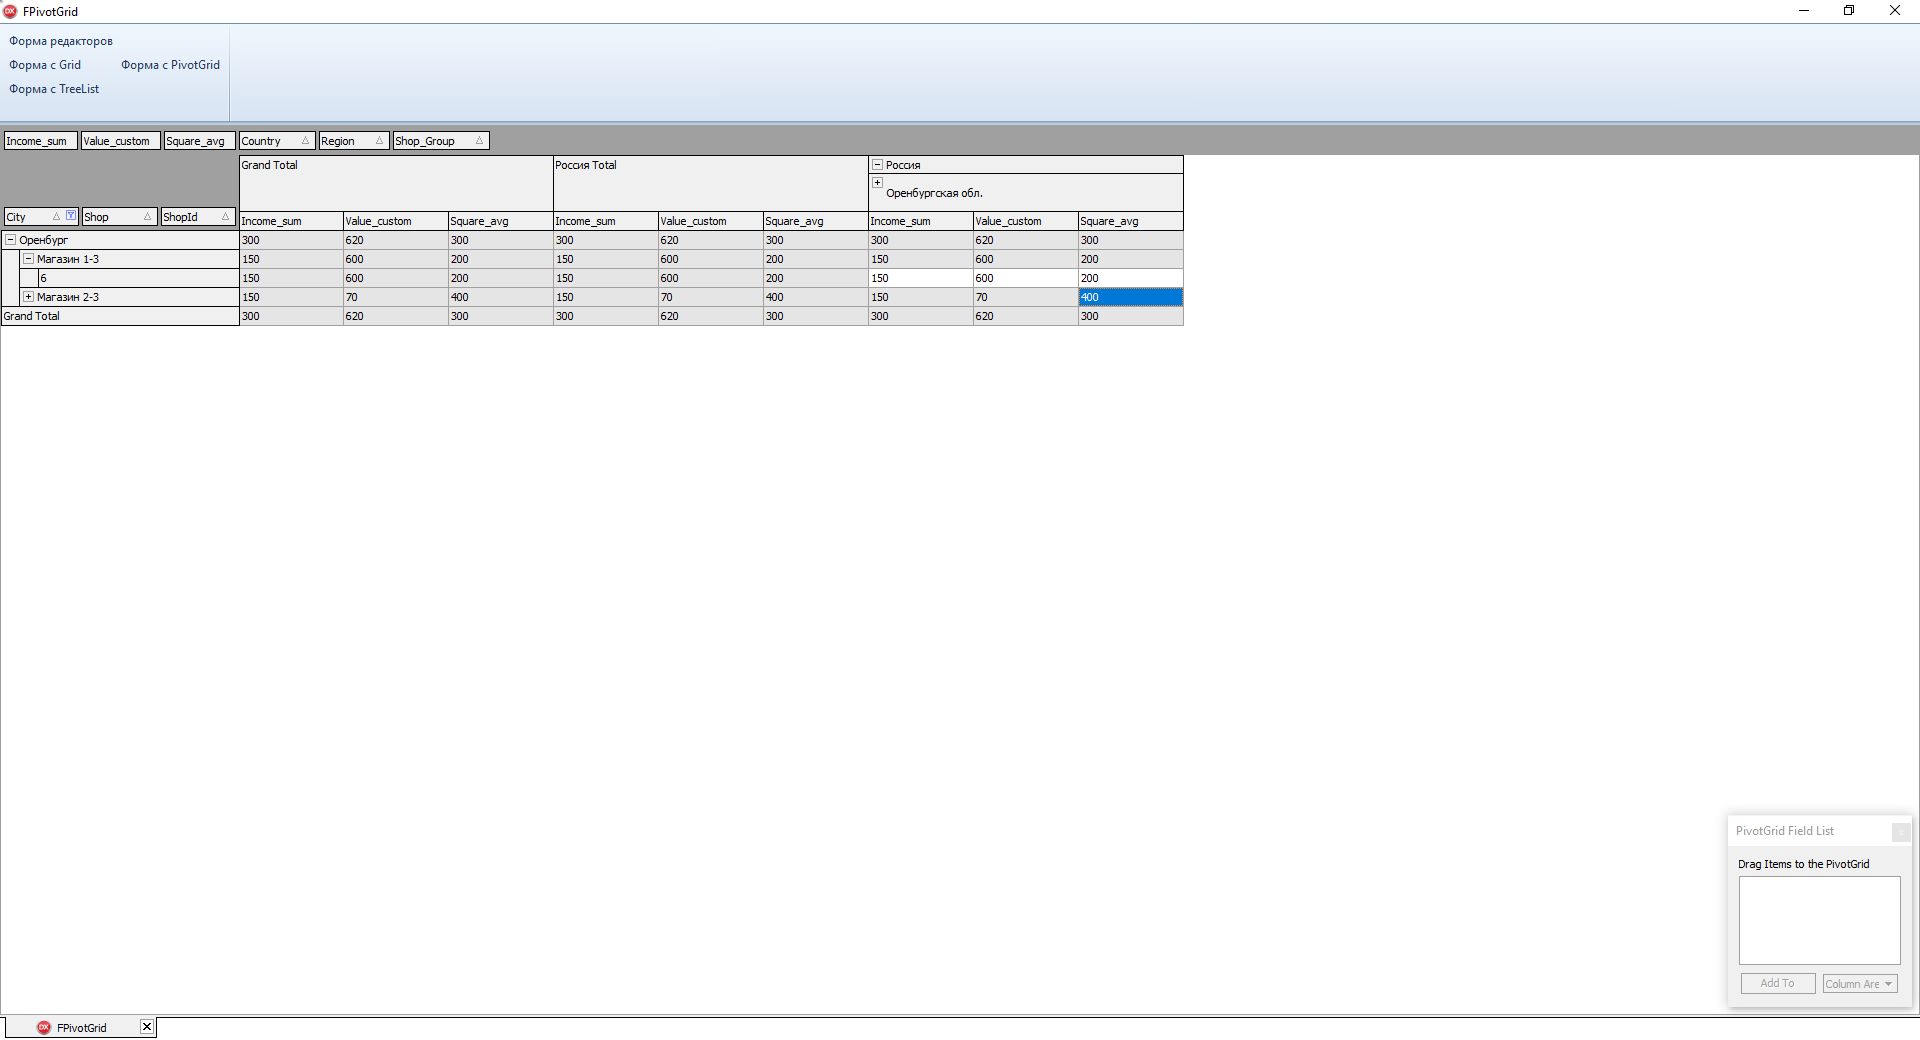 FPivotGrid
Форма редакторов
Форма с Grid Форма с PivotGrid
Форма с TreeList
Income_sum Value_custom Square_avg Country Region Shop_Group
Grand Total Россия Total Россия
Оренбургская обл.
City Shop ShopId
Income_sum Value_custom Square_avg Income_sum Value_custom Square_avg Income_sum Value_custom Square_avg
Оренбург 300 620 300 300 620 300 300 620 300
Магазин 1-3 150 600 200 150 600 200 150 600 200
6 150 600 200 150 600 200 150 600 200
Магазин 2-3 150 70 400 150 70 400 150 70 400
Grand Total 300 620 300 300 620 300 300 620 300
PivotGrid Field List
Drag Items to the PivotGrid
Add To Column Are
DX FPivotGrid